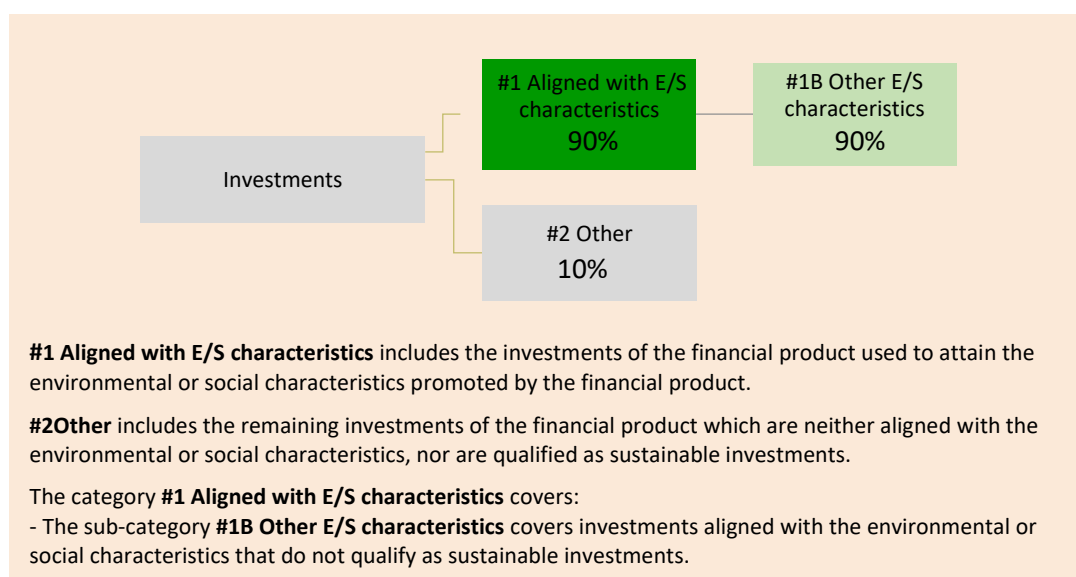 #1 Aligned with E/S
characteristics
90%
#1B Other E/S
characteristics
90%
Investments
#2 Other
10%
#1 Aligned with E/S characteristics includes the investments of the financial product used to attain the
environmental or social characteristics promoted by the financial product.
#2Other includes the remaining investments of the financial product which are neither aligned with the
environmental or social characteristics, nor are qualified as sustainable investments.
The category #1 Aligned with E/S characteristics covers:
- The sub-category #1B Other E/S characteristics covers investments aligned with the environmental or
social characteristics that do not qualify as sustainable investments.